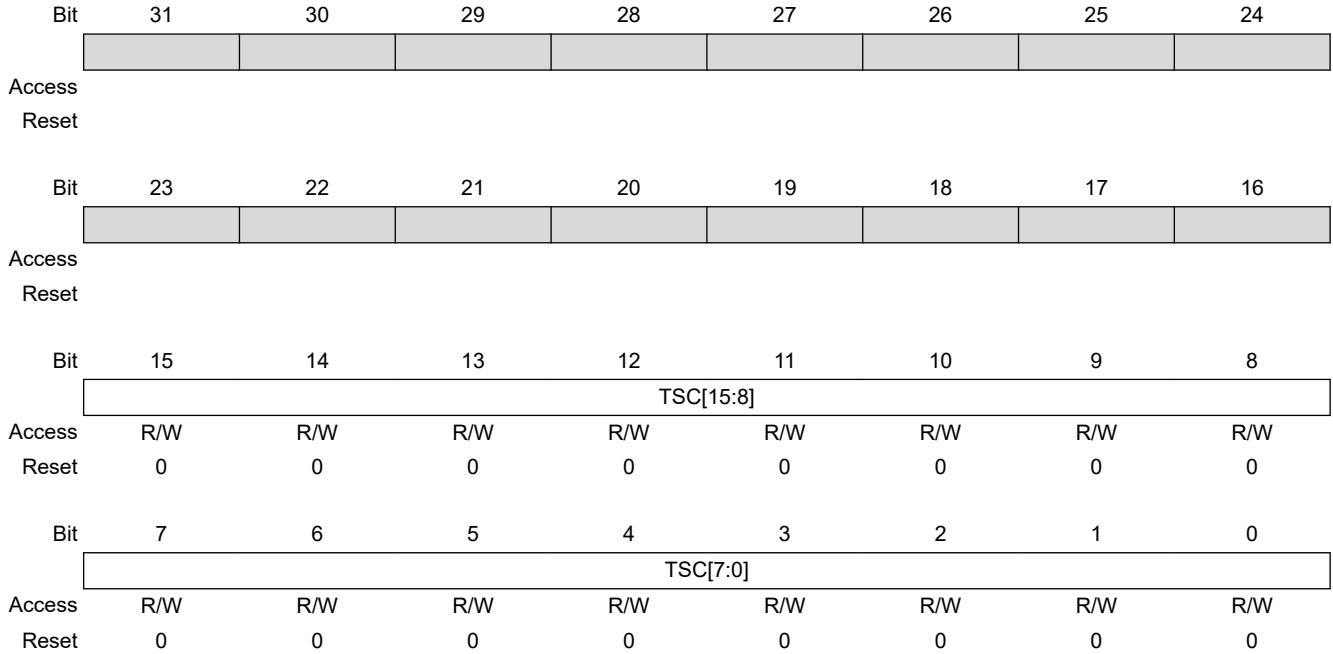 Bit 31 30 29 28 27 26 25 24
Access
Reset
Bit 23 22 21 20 19 18 17 16
Access
Reset
Bit 15 14 13 12 11 10 9 8
TSC[15:8]
Access R/W R/W R/W R/W R/W R/W R/W R/W
Reset 0 0 0 0 0 0 0 0
Bit 7 6 5 4 3 2 1 0
TSC[7:0]
Access R/W R/W R/W R/W R/W R/W R/W R/W
Reset 0 0 0 0 0 0 0 0